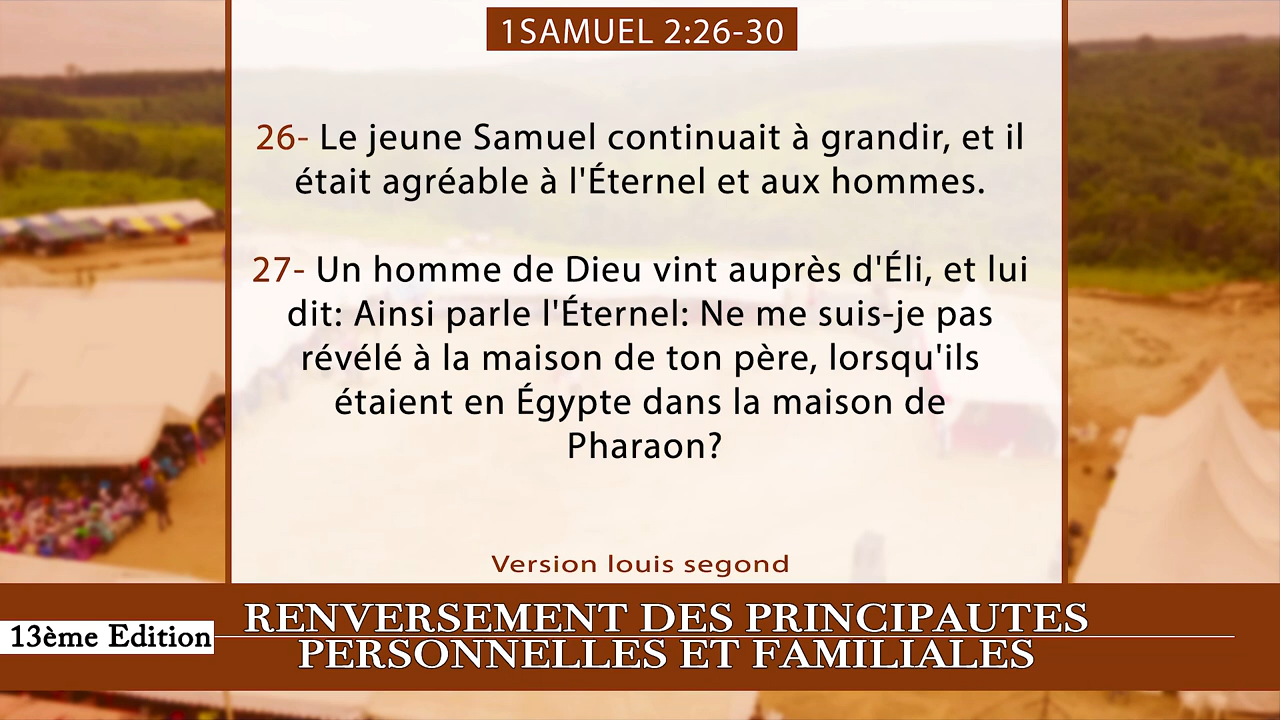 1SAMUEL 2:26-30
26- Le jeune Samuel continuait à grandir, et il
était agréable à l'Éternel et aux hommes.
27- Un homme de Dieu vint auprès d'Éli, et lui
dit: Ainsi parle l'Éternel: Ne me suis-je pas
révélé à la maison de ton père, lorsqu'ils
étaient en Égypte dans la maison de
Pharaon?
Version louis segond
13ème Edition
RENVERSEMENT DES PRINCIPAUTES
PERSONNELLES ET FAMILIALES